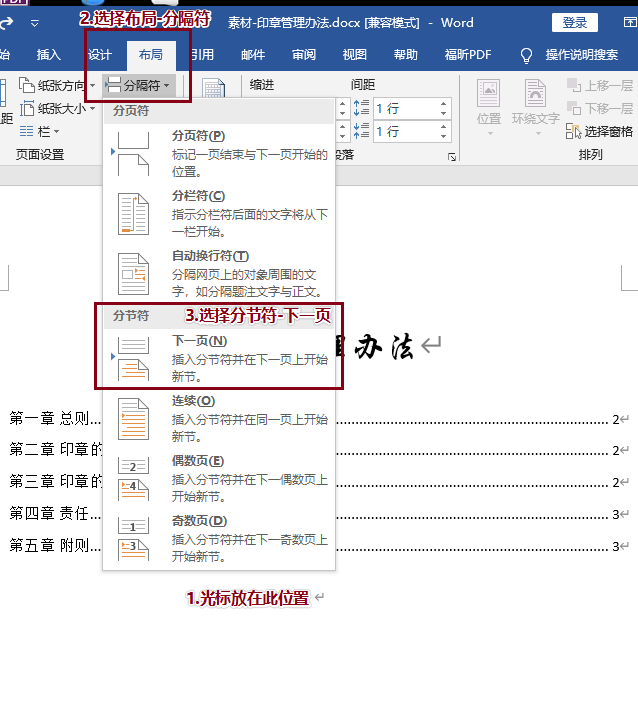 PDF
2.选择布局-分隔符
素材-印章管理办法.docx [兼容模式] - Word
登录
始 插入 设计 布局 引用 邮件 审阅 视图 帮助 福昕PDF 操作说明搜索
纸张方向
分隔符
缩进 间距
上移一层
距
纸张大小
分页符
1 行
位置 环绕文字
下移一层
栏
分页符(P)
1 行
选择窗格
页面设置
标记一页结束与下一页开始的
位置。
段落
排列
分栏符(C)
指示分栏符后面的文字将从下
一栏开始。
自动换行符(T)
分隔网页上的对象周围的文
字，如分隔题注文字与正文。
分节符
3.选择分节符-下一页
下一页(N)
插入分节符并在下一页上开始
新节。
理办法↵
连续(O)
插入分节符并在同一页上开始
新节。
偶数页(E)
2
4
插入分节符并在下一偶数页上
开始新节。
奇数页(D)
1
3
插入分节符并在下一奇数页上
开始新节。
第一章 总则 2↵
第二章 印章的 2↵
第三章 印章的 2↵
第四章 责任 3↵
第五章 附则 3↵
1.光标放在此位置 ↵